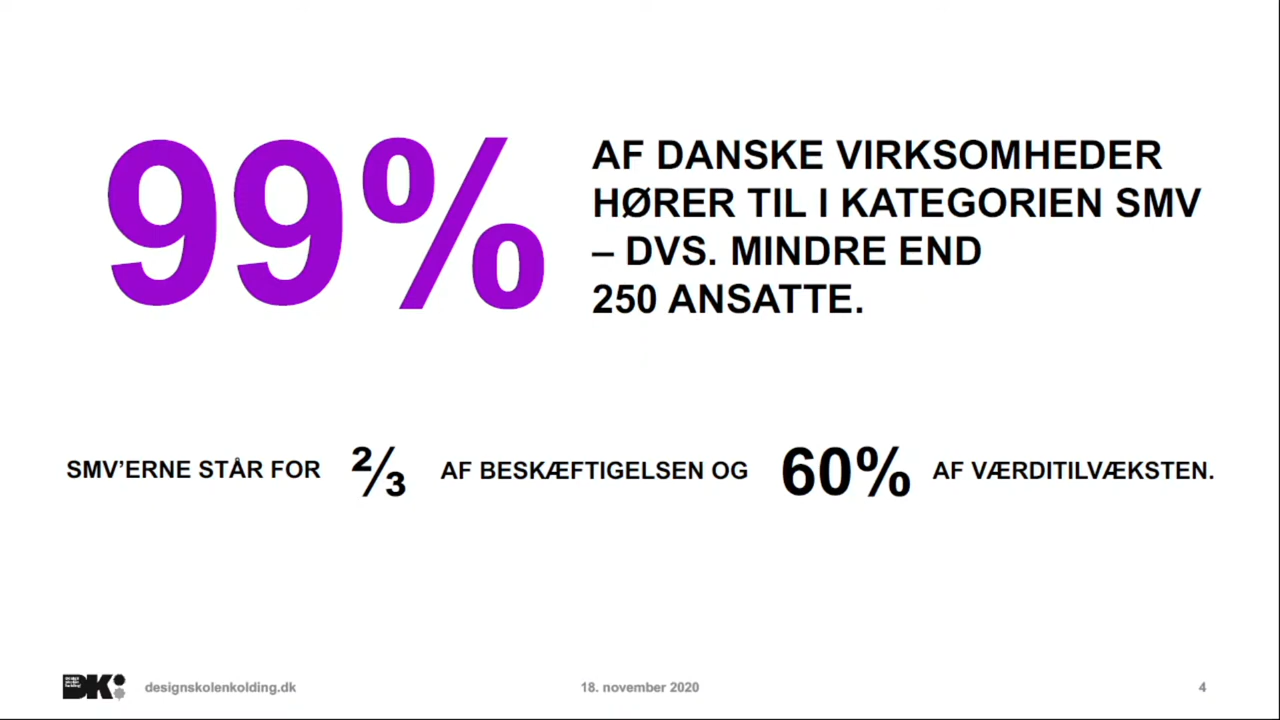 99%
AF DANSKE VIRKSOMHEDER
HØRER TIL I KATEGORIEN SMV
– DVS. MINDRE END
250 ANSATTE.
SMV’ERNE STÅR FOR ⅔ AF BESKÆFTIGELSEN OG 60% AF VÆRDITILVÆKSTEN.
DK: designskolenkolding.dk 18. november 2020 4